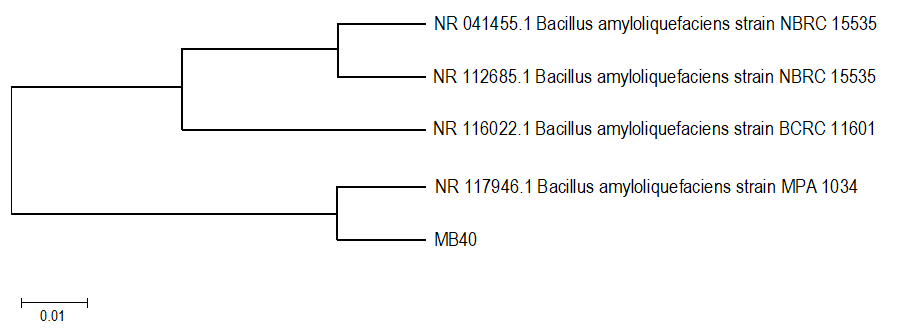 NR 041455.1 Bacillus amyloliquefaciens strain NBRC 15535
NR 112685.1 Bacillus amyloliquefaciens strain NBRC 15535
NR 116022.1 Bacillus amyloliquefaciens strain BCRC 11601
NR 117946.1 Bacillus amyloliquefaciens strain MPA 1034
MB40
0.01